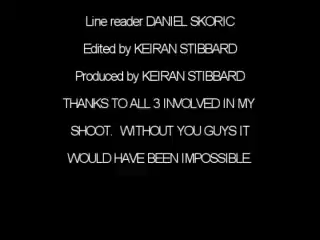 Line reader DANIEL SKORIC
Edited by KEIRAN STIBBARD
Produced by KEIRAN STIBBARD
THANKS TO ALL 3 INVOLVED IN MY
SHOOT. WITHOUT YOU GUYS IT
WOULD HAVE BEEN IMPOSSIBLE.